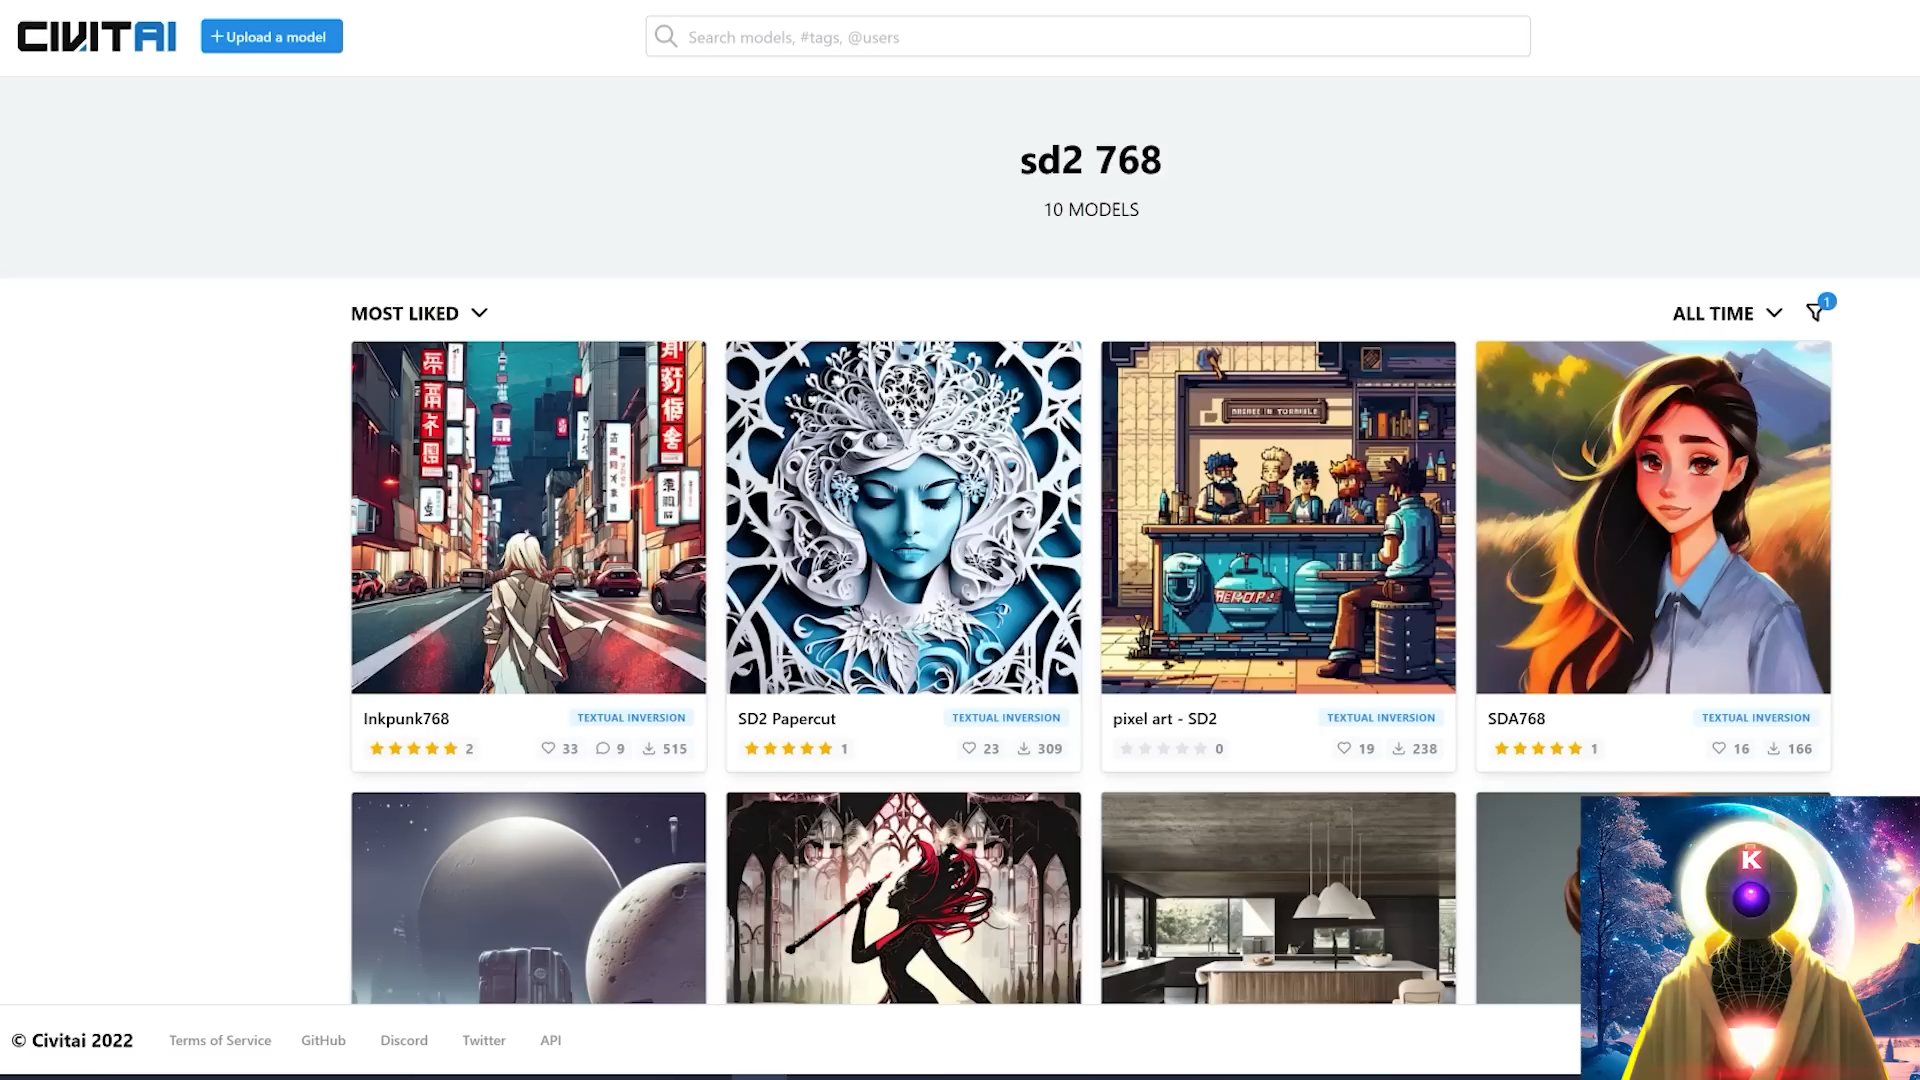 CIVITAI
Upload a model
Search models, #tags, @users
sd2 768
10 MODELS
MOST LIKED
ALL TIME
1
Inkpunk768
TEXTUAL INVERSION
2
33
9
515
SD2 Papercut
TEXTUAL INVERSION
1
23
309
pixel art - SD2
TEXTUAL INVERSION
0
19
238
SDA768
TEXTUAL INVERSION
1
16
166
K
© Civitai 2022
Terms of Service
GitHub
Discord
Twitter
API